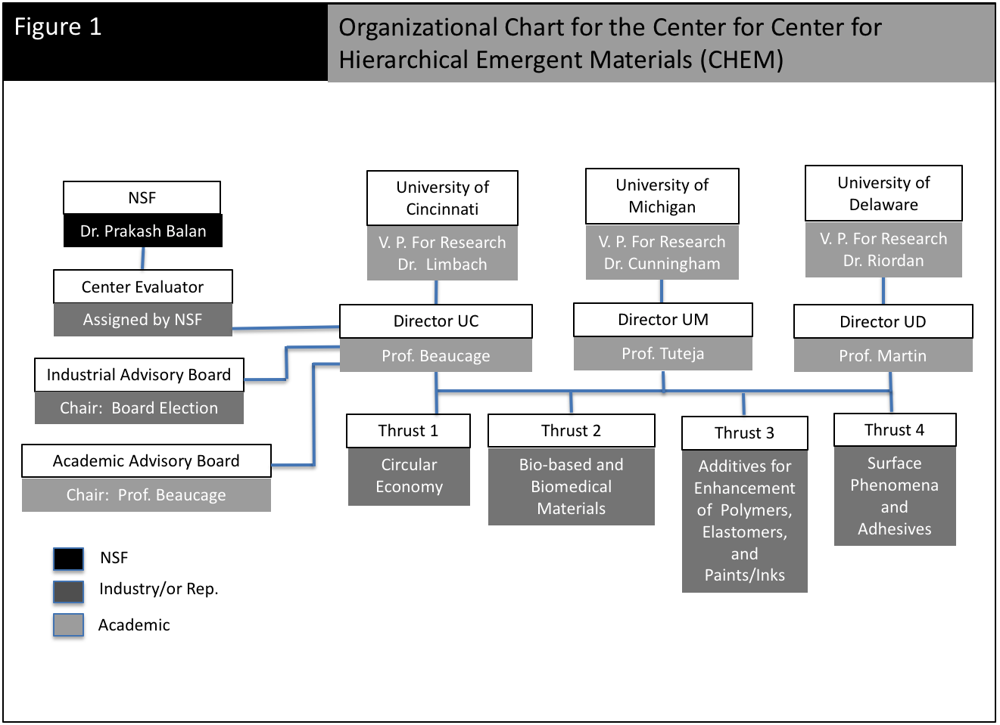 Figure 1
Organizational Chart for the Center for Center for
Hierarchical Emergent Materials (CHEM)
NSF
Dr. Prakash Balan
Center Evaluator
Assigned by NSF
Industrial Advisory Board
Chair: Board Election
Academic Advisory Board
Chair: Prof. Beaucage
University of
Cincinnati
V. P. For Research
Dr. Limbach
Director UC
Prof. Beaucage
University of
Michigan
V. P. For Research
Dr. Cunningham
Director UM
Prof. Tuteja
University of
Delaware
V. P. For Research
Dr. Riordan
Director UD
Prof. Martin
Thrust 1
Circular
Economy
Thrust 2
Bio-based and
Biomedical
Materials
Thrust 3
Additives for
Enhancement
of Polymers,
Elastomers,
and
Paints/Inks
Thrust 4
Surface
Phenomena
and
Adhesives
NSF
Industry/or Rep.
Academic